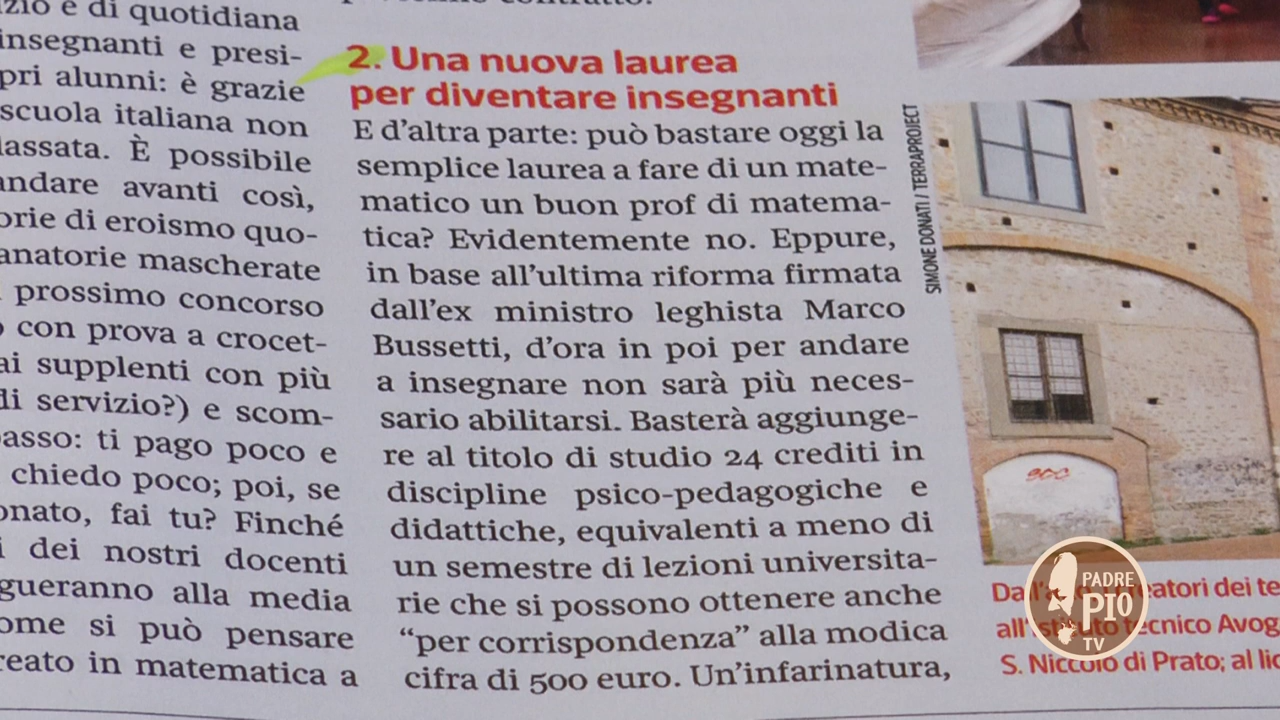 zio e di quotidiana
insegnanti e presi-
pri alunni: è grazie
scuola italiana non
lassata. È possibile
andare avanti così,
orie di eroismo quo-
anatorie mascherate
prossimo concorso
con prova a crocet-
ai supplenti con più
di servizio?) e scom-
passo: ti pago poco e
chiedo poco; poi, se
onato, fai tu? Finché
i dei nostri docenti
gueranno alla media
ome si può pensare
reato in matematica a
2. Una nuova laurea
per diventare insegnanti
E d'altra parte: può bastare oggi la
semplice laurea a fare di un mate-
matico un buon prof di matema-
tica? Evidentemente no. Eppure,
in base all'ultima riforma firmata
dall'ex ministro leghista Marco
Bussetti, d'ora in poi per andare
a insegnare non sarà più neces-
sario abilitarsi. Basterà aggiunge-
re al titolo di studio 24 crediti in
discipline psico-pedagogiche e
didattiche, equivalenti a meno di
un semestre di lezioni universita-
rie che si possono ottenere anche
“per corrispondenza” alla modica
cifra di 500 euro. Un'infarinatura,
SIMONE DONATI / TERRAPROJECT
dei te
all'Istituto tecnico Avog
S. Niccolò di Prato; al lic
PADRE
PIO
TV